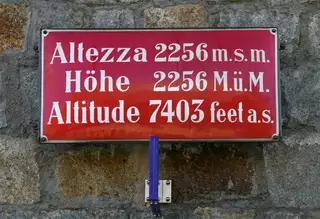 Altezza 2256 m.s.m.
Höhe 2256 M.ü.M.
Altitude 7403 feet a.s.